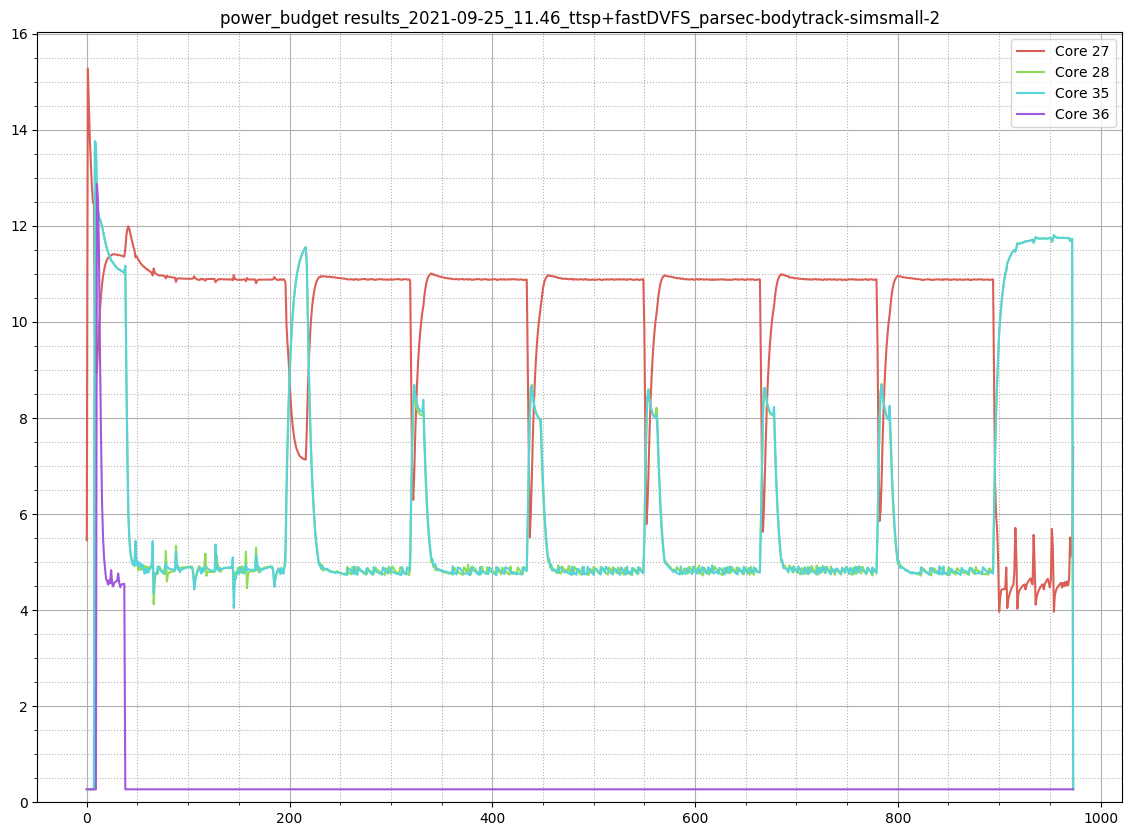 power_budget results_2021-09-25_11.46_ttsp+fastDVFS_parsec-bodytrack-simsmall-2
16
14
12
10
8
6
4
2
0
Core 27
Core 28
Core 35
Core 36
0 200 400 600 800 1000